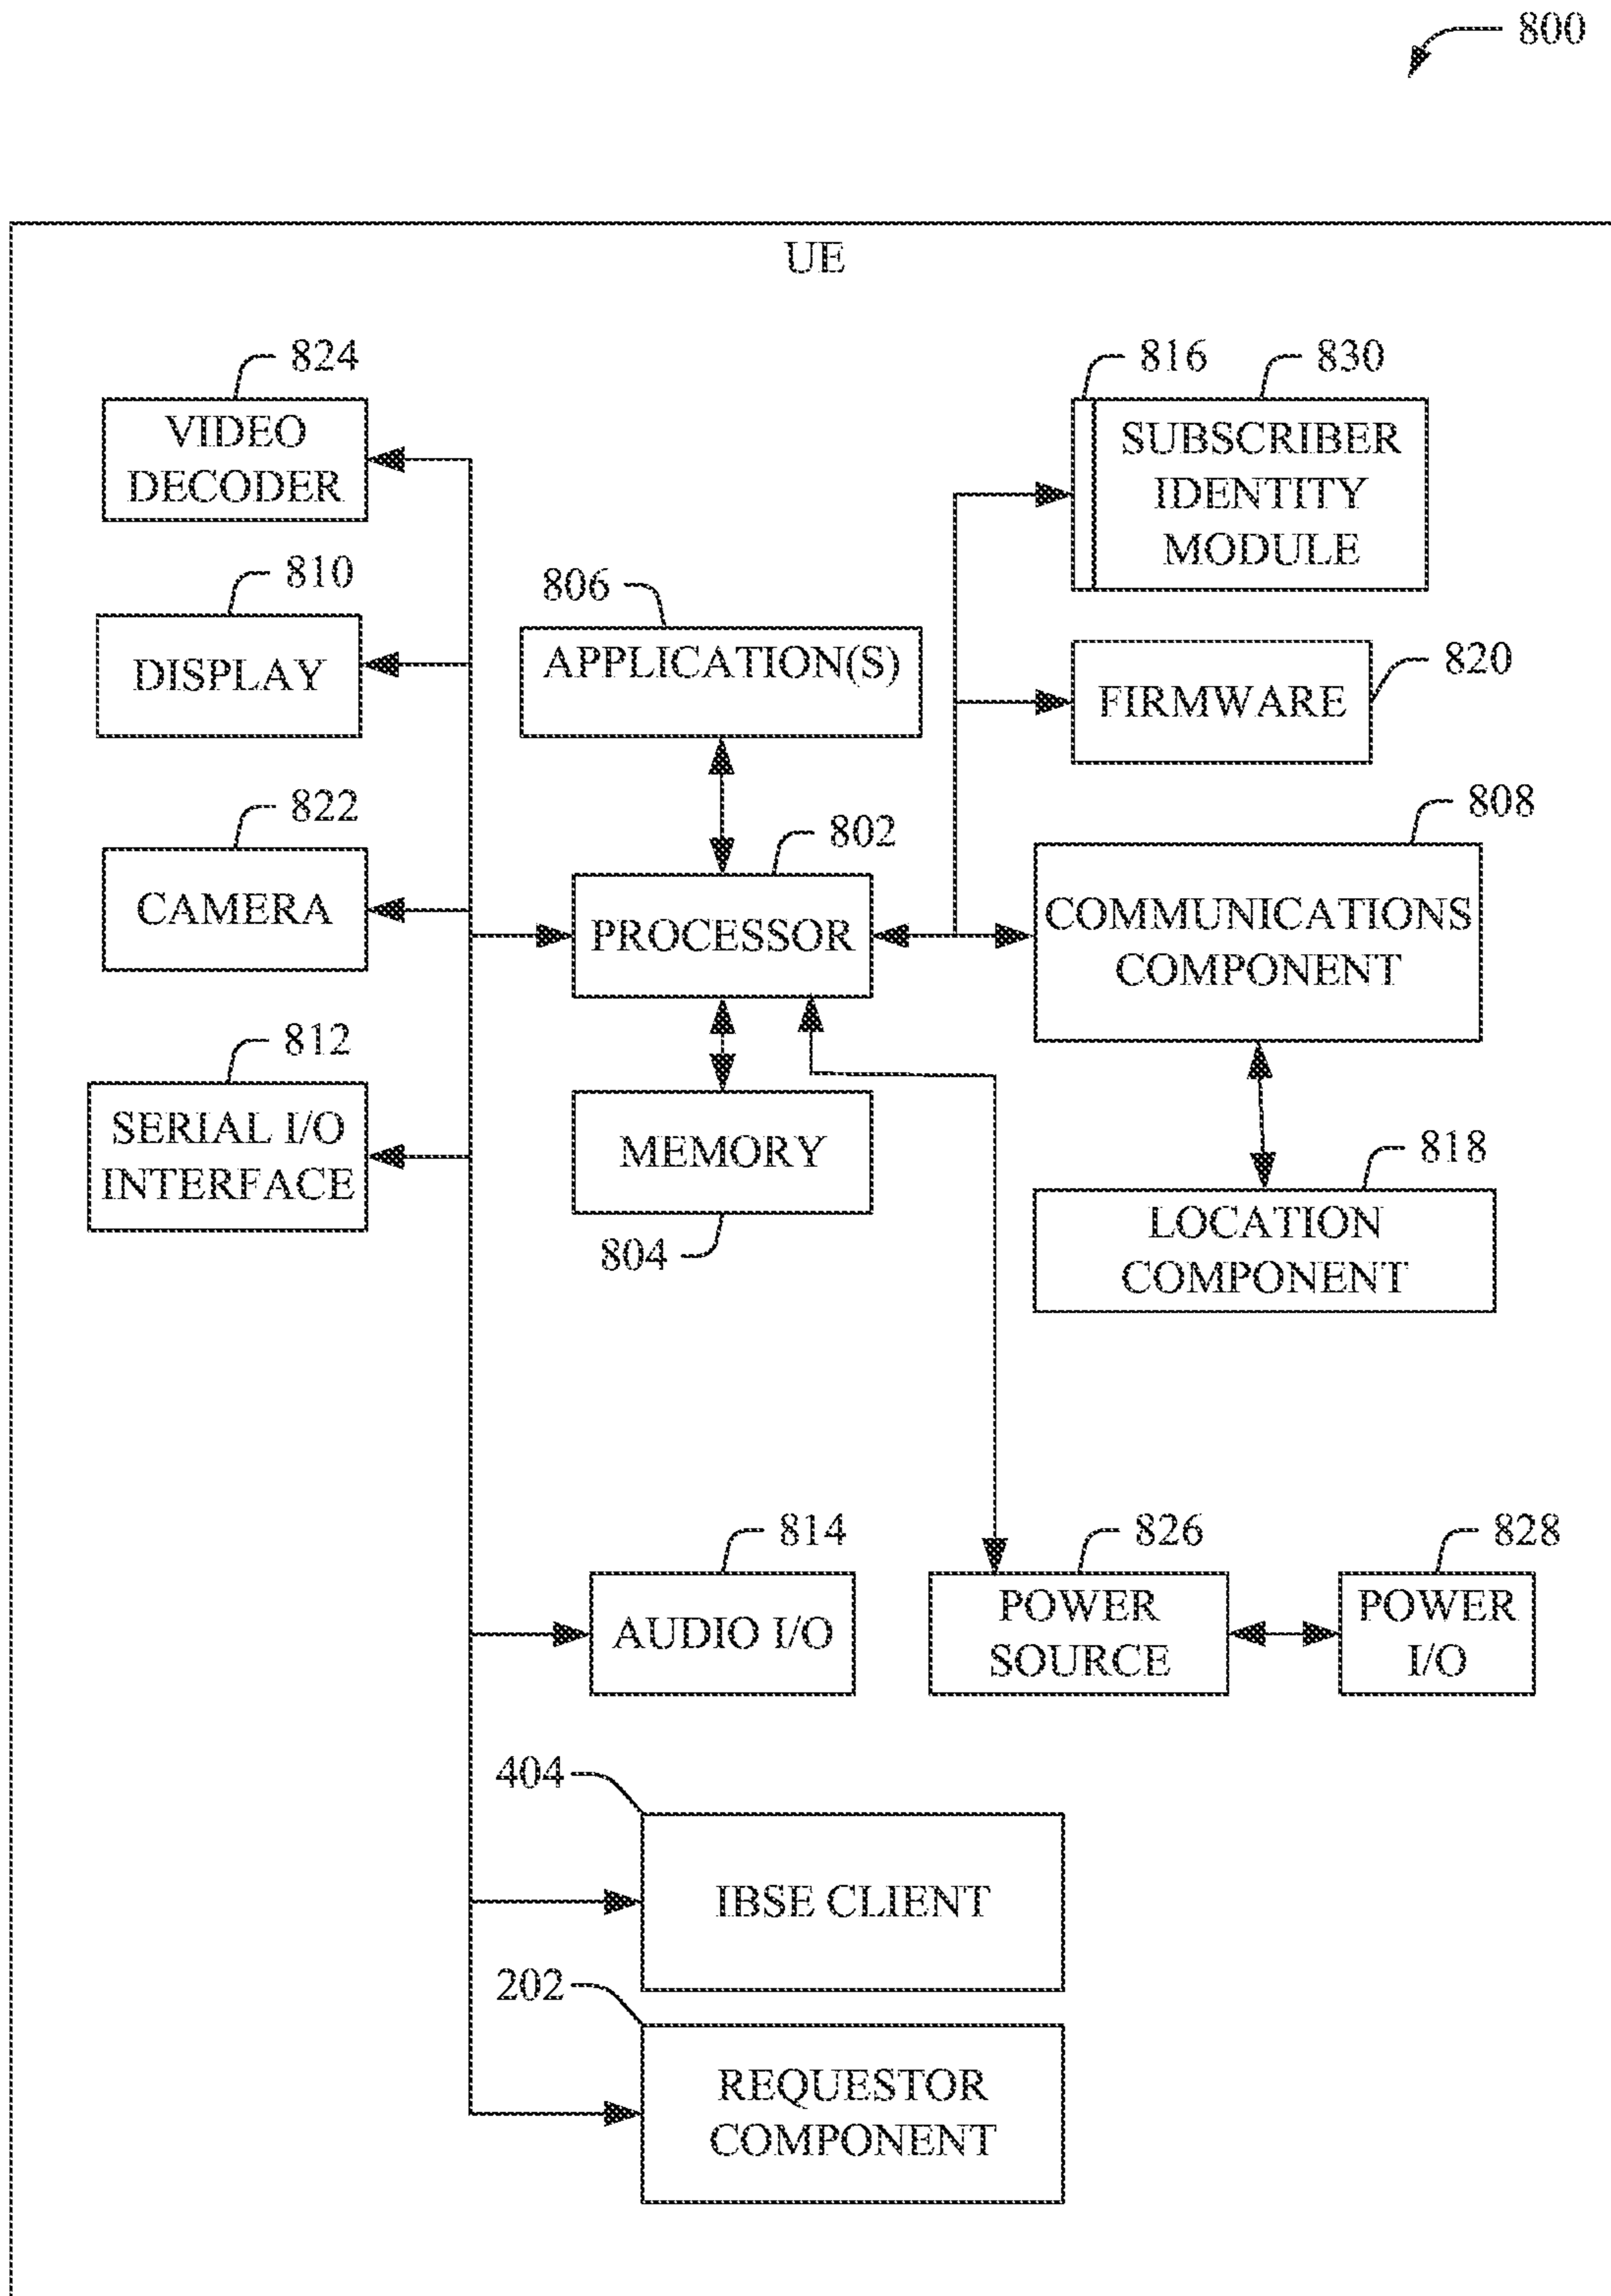 800
UE
824
VIDEO
DECODER
816
830
SUBSCRIBER
IDENTITY
MODULE
810
DISPLAY
806
APPLICATION(S)
820
FIRMWARE
822
CAMERA
802
PROCESSOR
808
COMMUNICATIONS
COMPONENT
812
SERIAL I/O
INTERFACE
MEMORY
804
818
LOCATION
COMPONENT
814
AUDIO I/O
826
POWER
SOURCE
828
POWER
I/O
404
IBSE CLIENT
202
REQUESTOR
COMPONENT